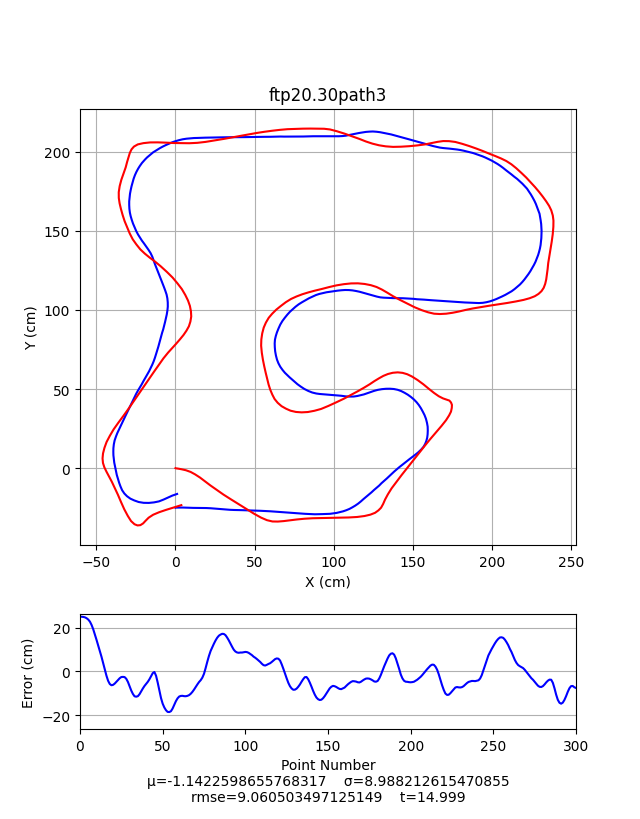 ftp20.30path3
200
150
100
50
0
Y (cm)
−50 0 50 100 150 200 250
X (cm)
20
0
−20
Error (cm)
0 50 100 150 200 250 300
Point Number
μ=-1.1422598655768317 σ=8.988212615470855
rmse=9.060503497125149 t=14.999